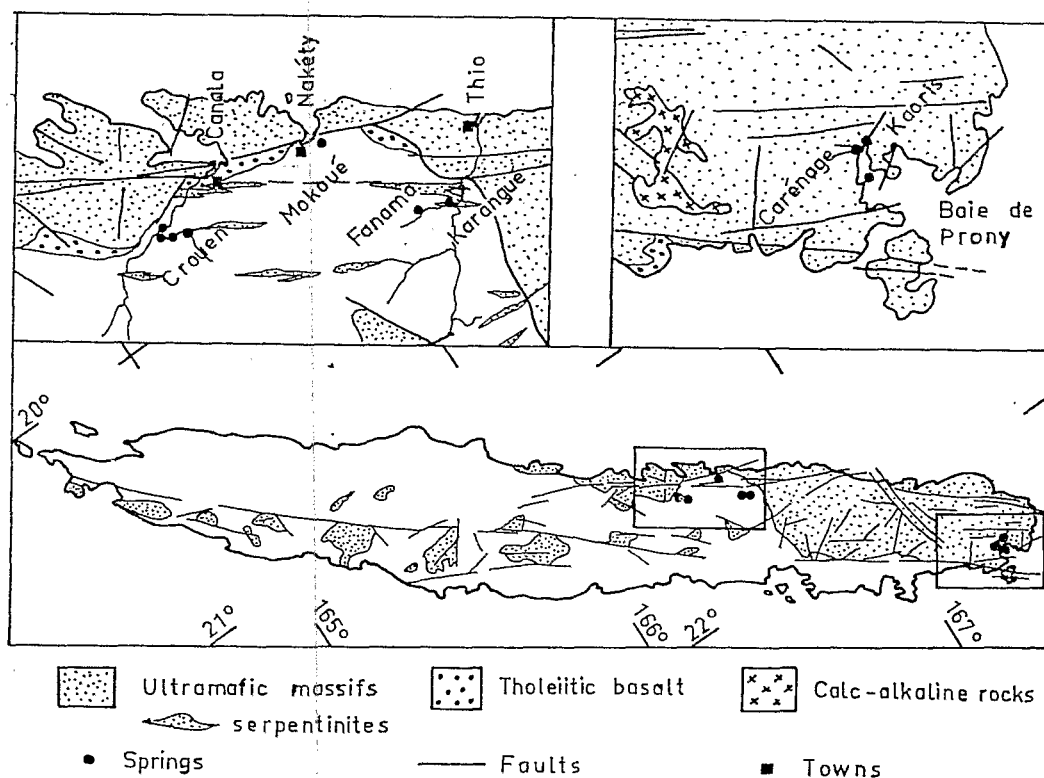 Canala
Nakéty
Thio
Mokoué
Fanama
Karangue
Crouen
Kaoris
Carénage
Baie de
Prony
20°
21°
165°
166°
22°
167°
Ultramafic massifs
Tholeiitic basalt
Calc-alkaline rocks
serpentinites
Springs
Faults
Towns